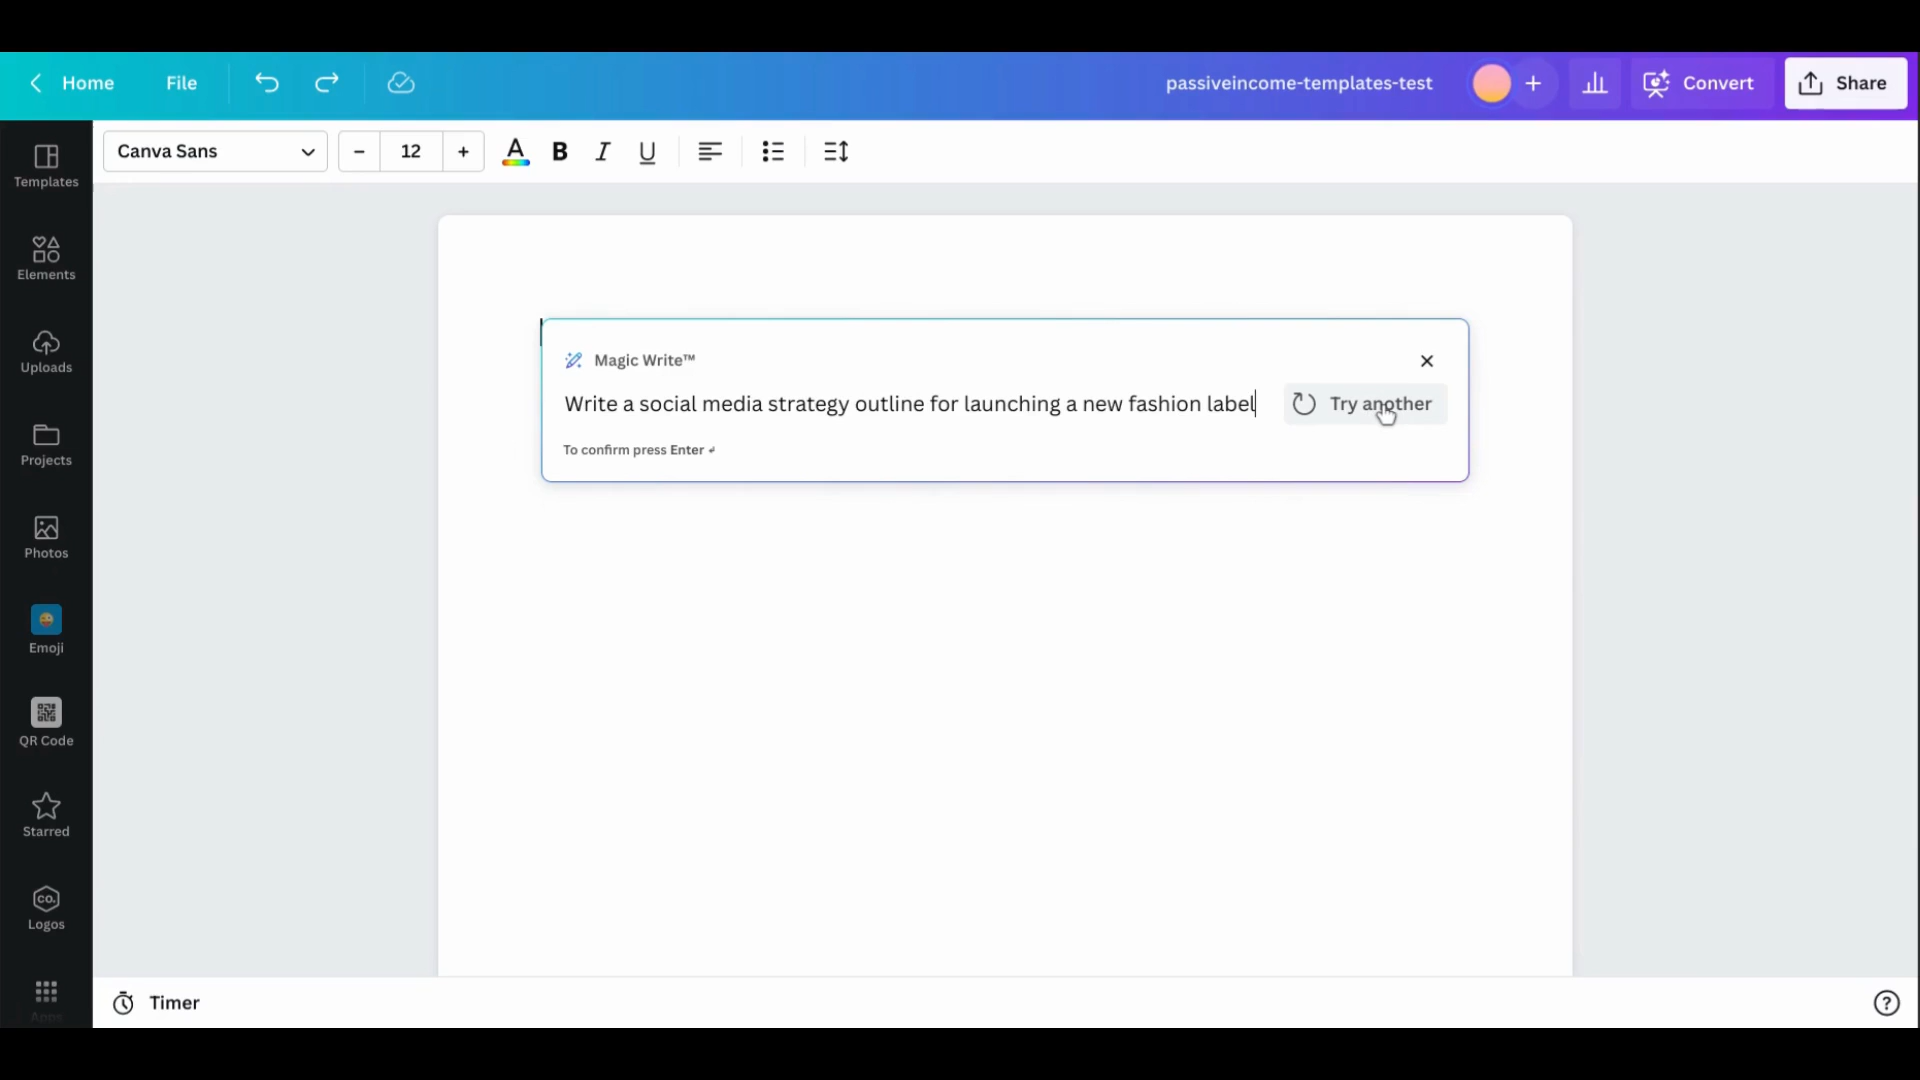 Home
File
passiveincome-templates-test
Convert
Share
Canva Sans
12
A
B
I
U
Templates
Elements
Uploads
Projects
Photos
Emoji
QR Code
Starred
CO.
Logos
Apps
Magic Write™
Write a social media strategy outline for launching a new fashion label
Try another
To confirm press Enter ↲
Timer